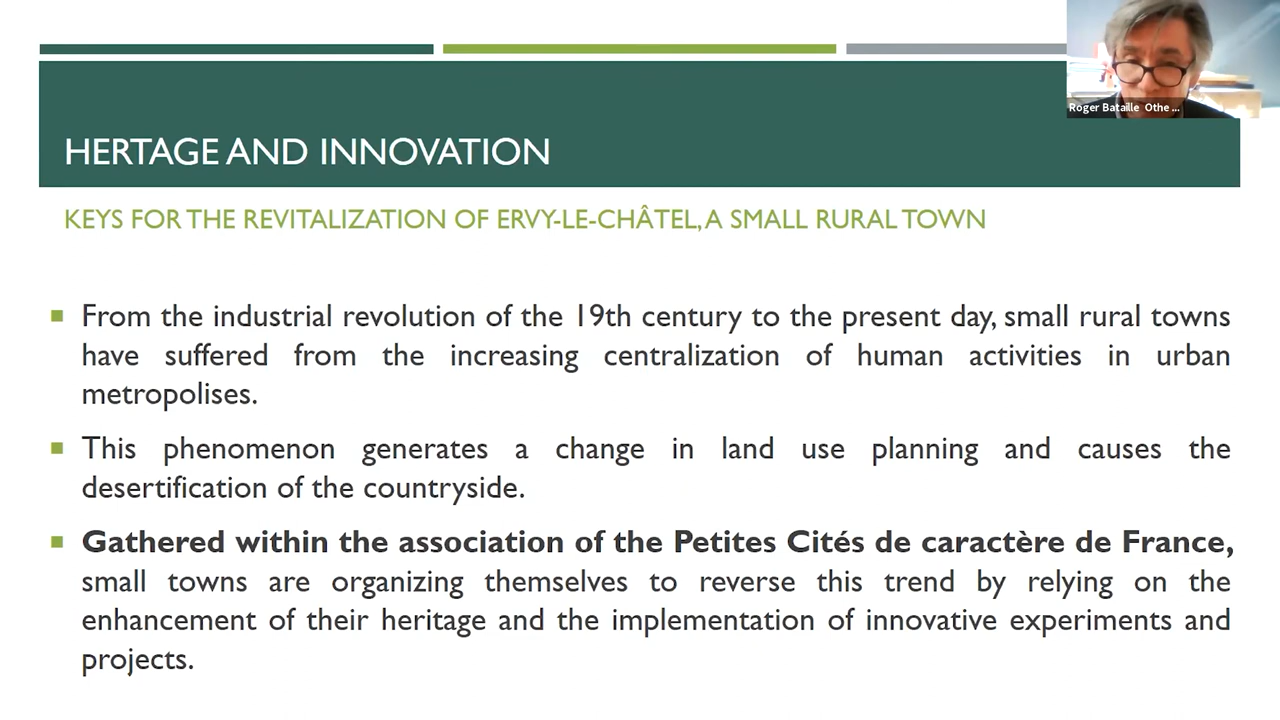 Roger Bataille Othe ...
HERTAGE AND INNOVATION
KEYS FOR THE REVITALIZATION OF ERVY-LE-CHÂTEL, A SMALL RURAL TOWN
From the industrial revolution of the 19th century to the present day, small rural towns
have suffered from the increasing centralization of human activities in urban
metropolises.
This phenomenon generates a change in land use planning and causes the
desertification of the countryside.
Gathered within the association of the Petites Cités de caractère de France,
small towns are organizing themselves to reverse this trend by relying on the
enhancement of their heritage and the implementation of innovative experiments and
projects.